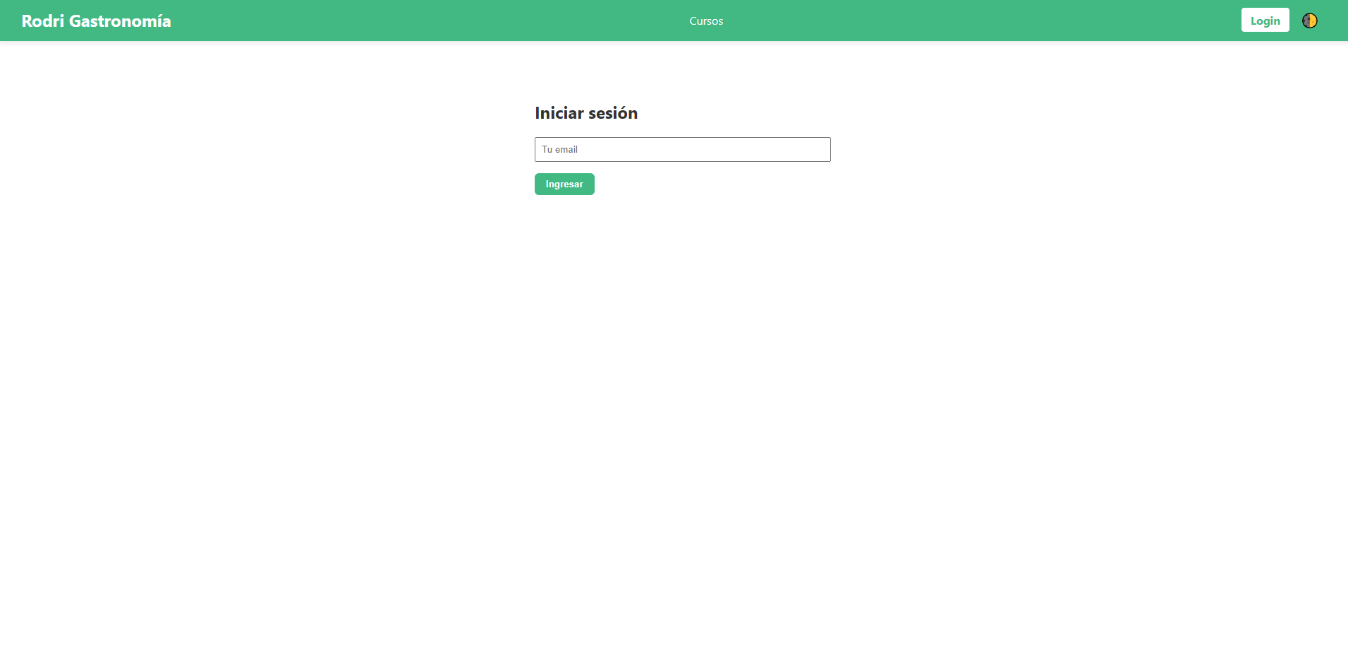 Rodri Gastronomía
Cursos
Login
Iniciar sesión
Tu email
Ingresar